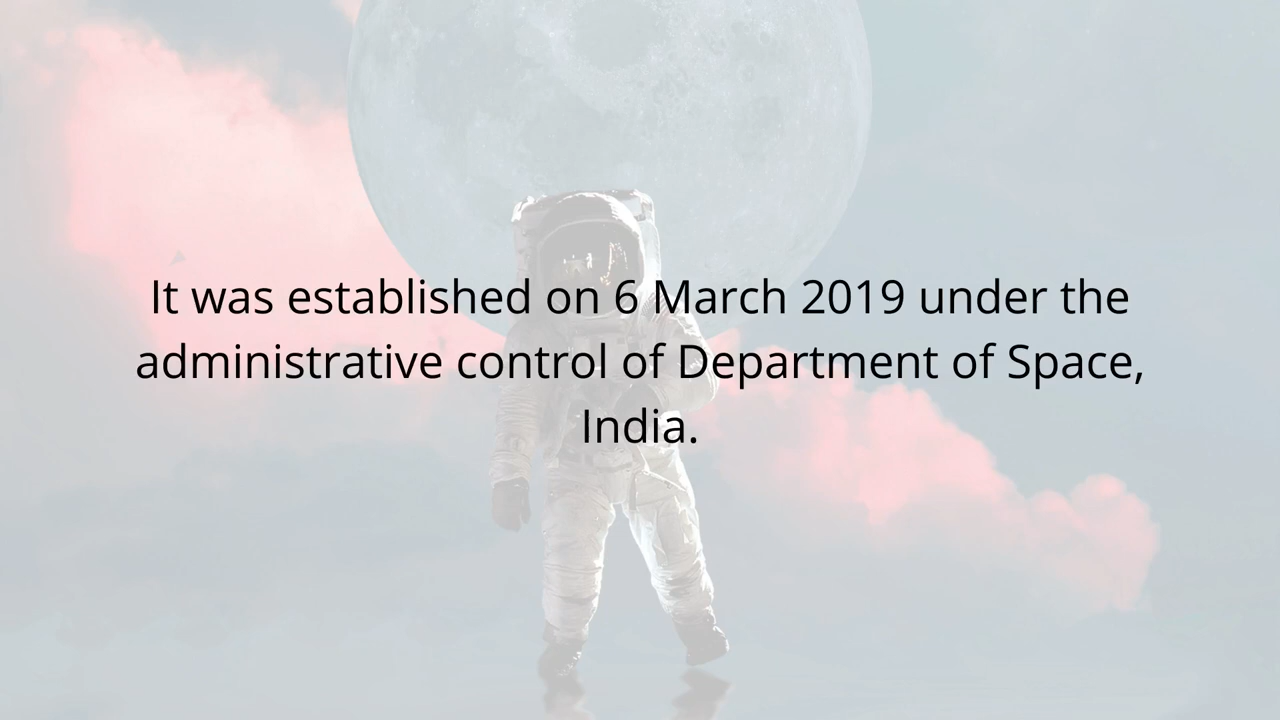 It was established on 6 March 2019 under the
administrative control of Department of Space,
India.